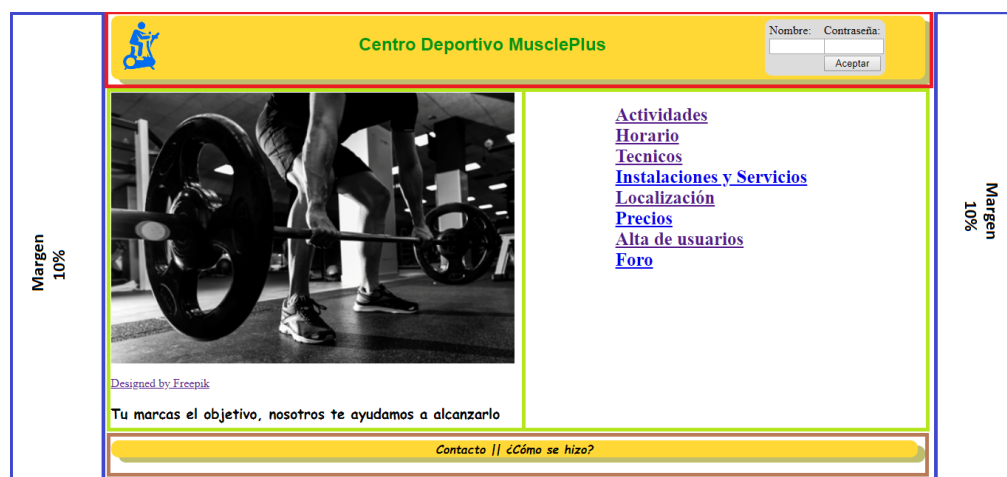 Centro Deportivo MusclePlus
Nombre: Contraseña:
Aceptar
Margen
10%
Designed by Freepik
Tu marcas el objetivo, nosotros te ayudamos a alcanzarlo
Actividades
Horario
Tecnicos
Instalaciones y Servicios
Localización
Precios
Alta de usuarios
Foro
Margen
10%
Contacto || ¿Cómo se hizo?